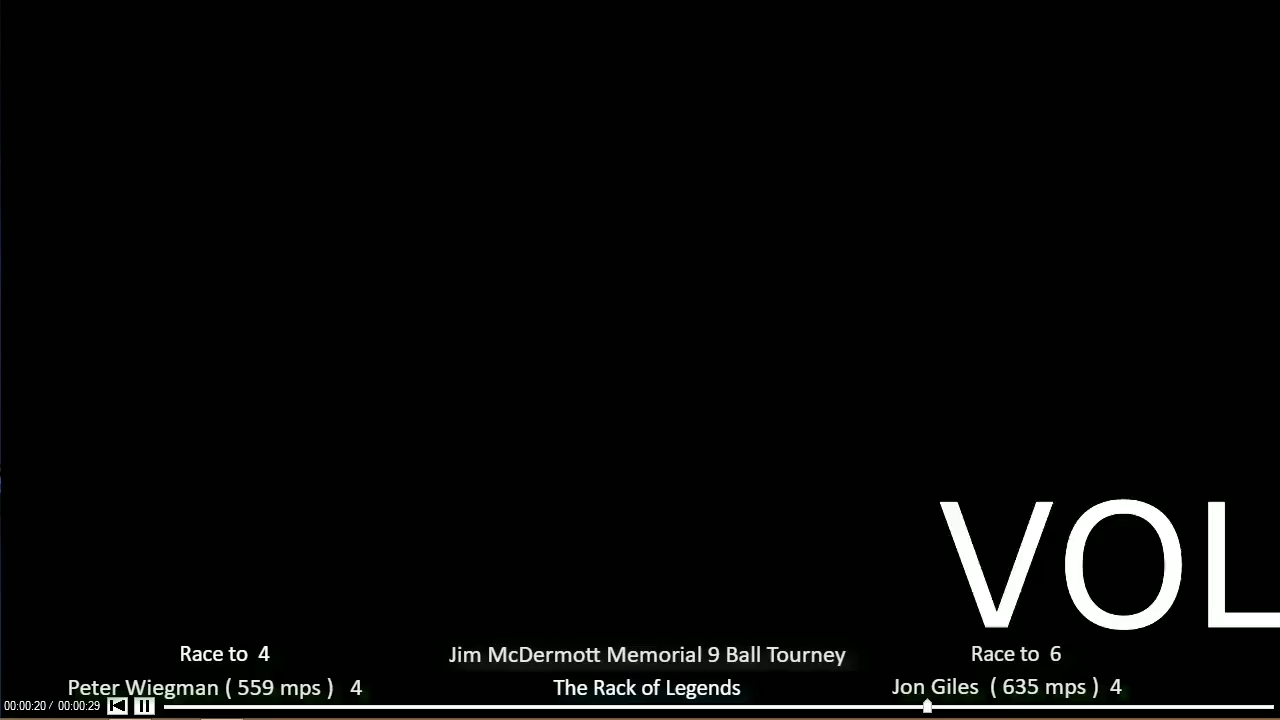 VOL
Race to 4
Jim McDermott Memorial 9 Ball Tourney
Race to 6
Peter Wiegman ( 559 mps ) 4
The Rack of Legends
Jon Giles ( 635 mps ) 4
00:00:20 / 00:00:29